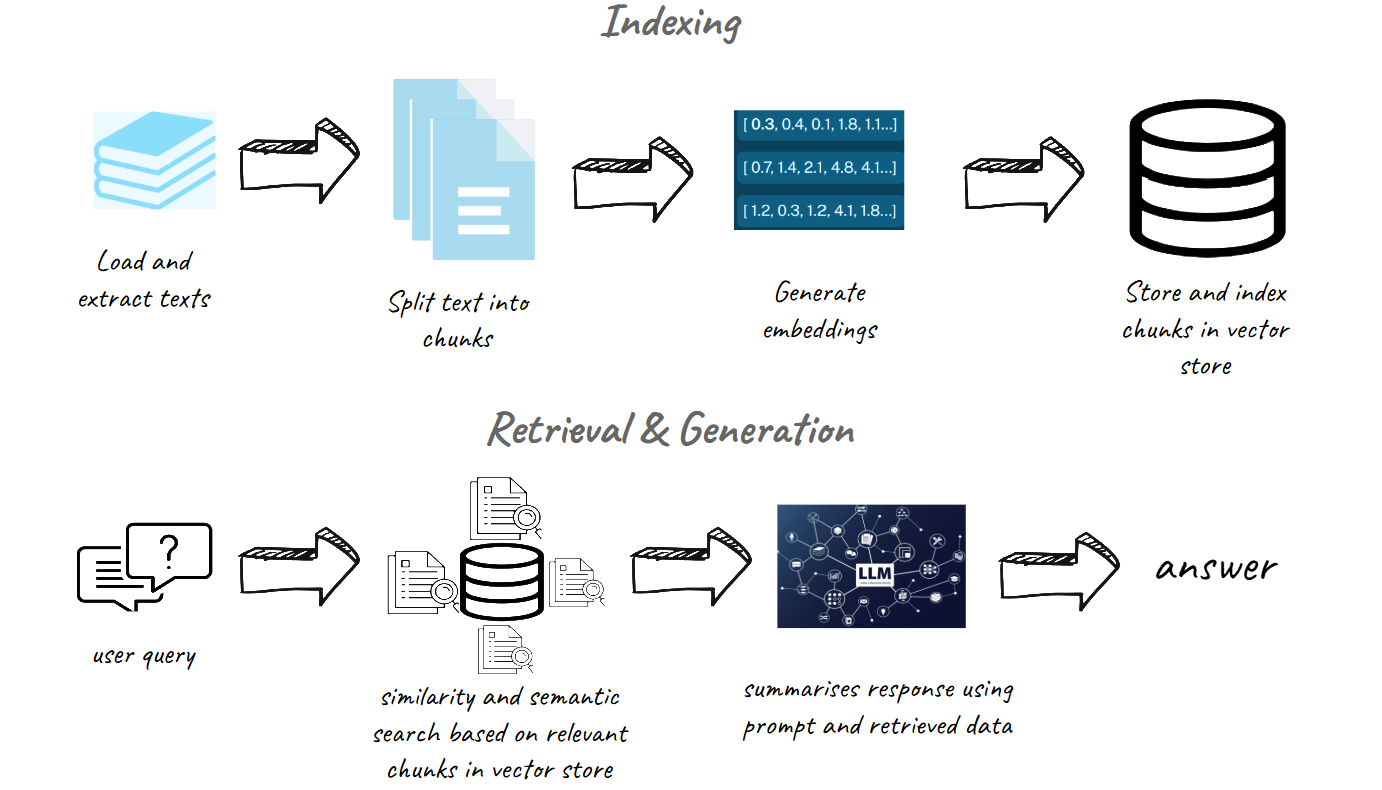 Indexing
[ 0.3, 0.4, 0.1, 1.8, 1.1...]
[ 0.7, 1.4, 2.1, 4.8, 4.1...]
[ 1.2, 0.3, 1.2, 4.1, 1.8...]
Load and
extract texts
Split text into
chunks
Generate
embeddings
Store and index
chunks in vector
store
Retrieval & Generation
?
LLM
answer
user query
similarity and semantic
search based on relevant
chunks in vector store
summarises response using
prompt and retrieved data